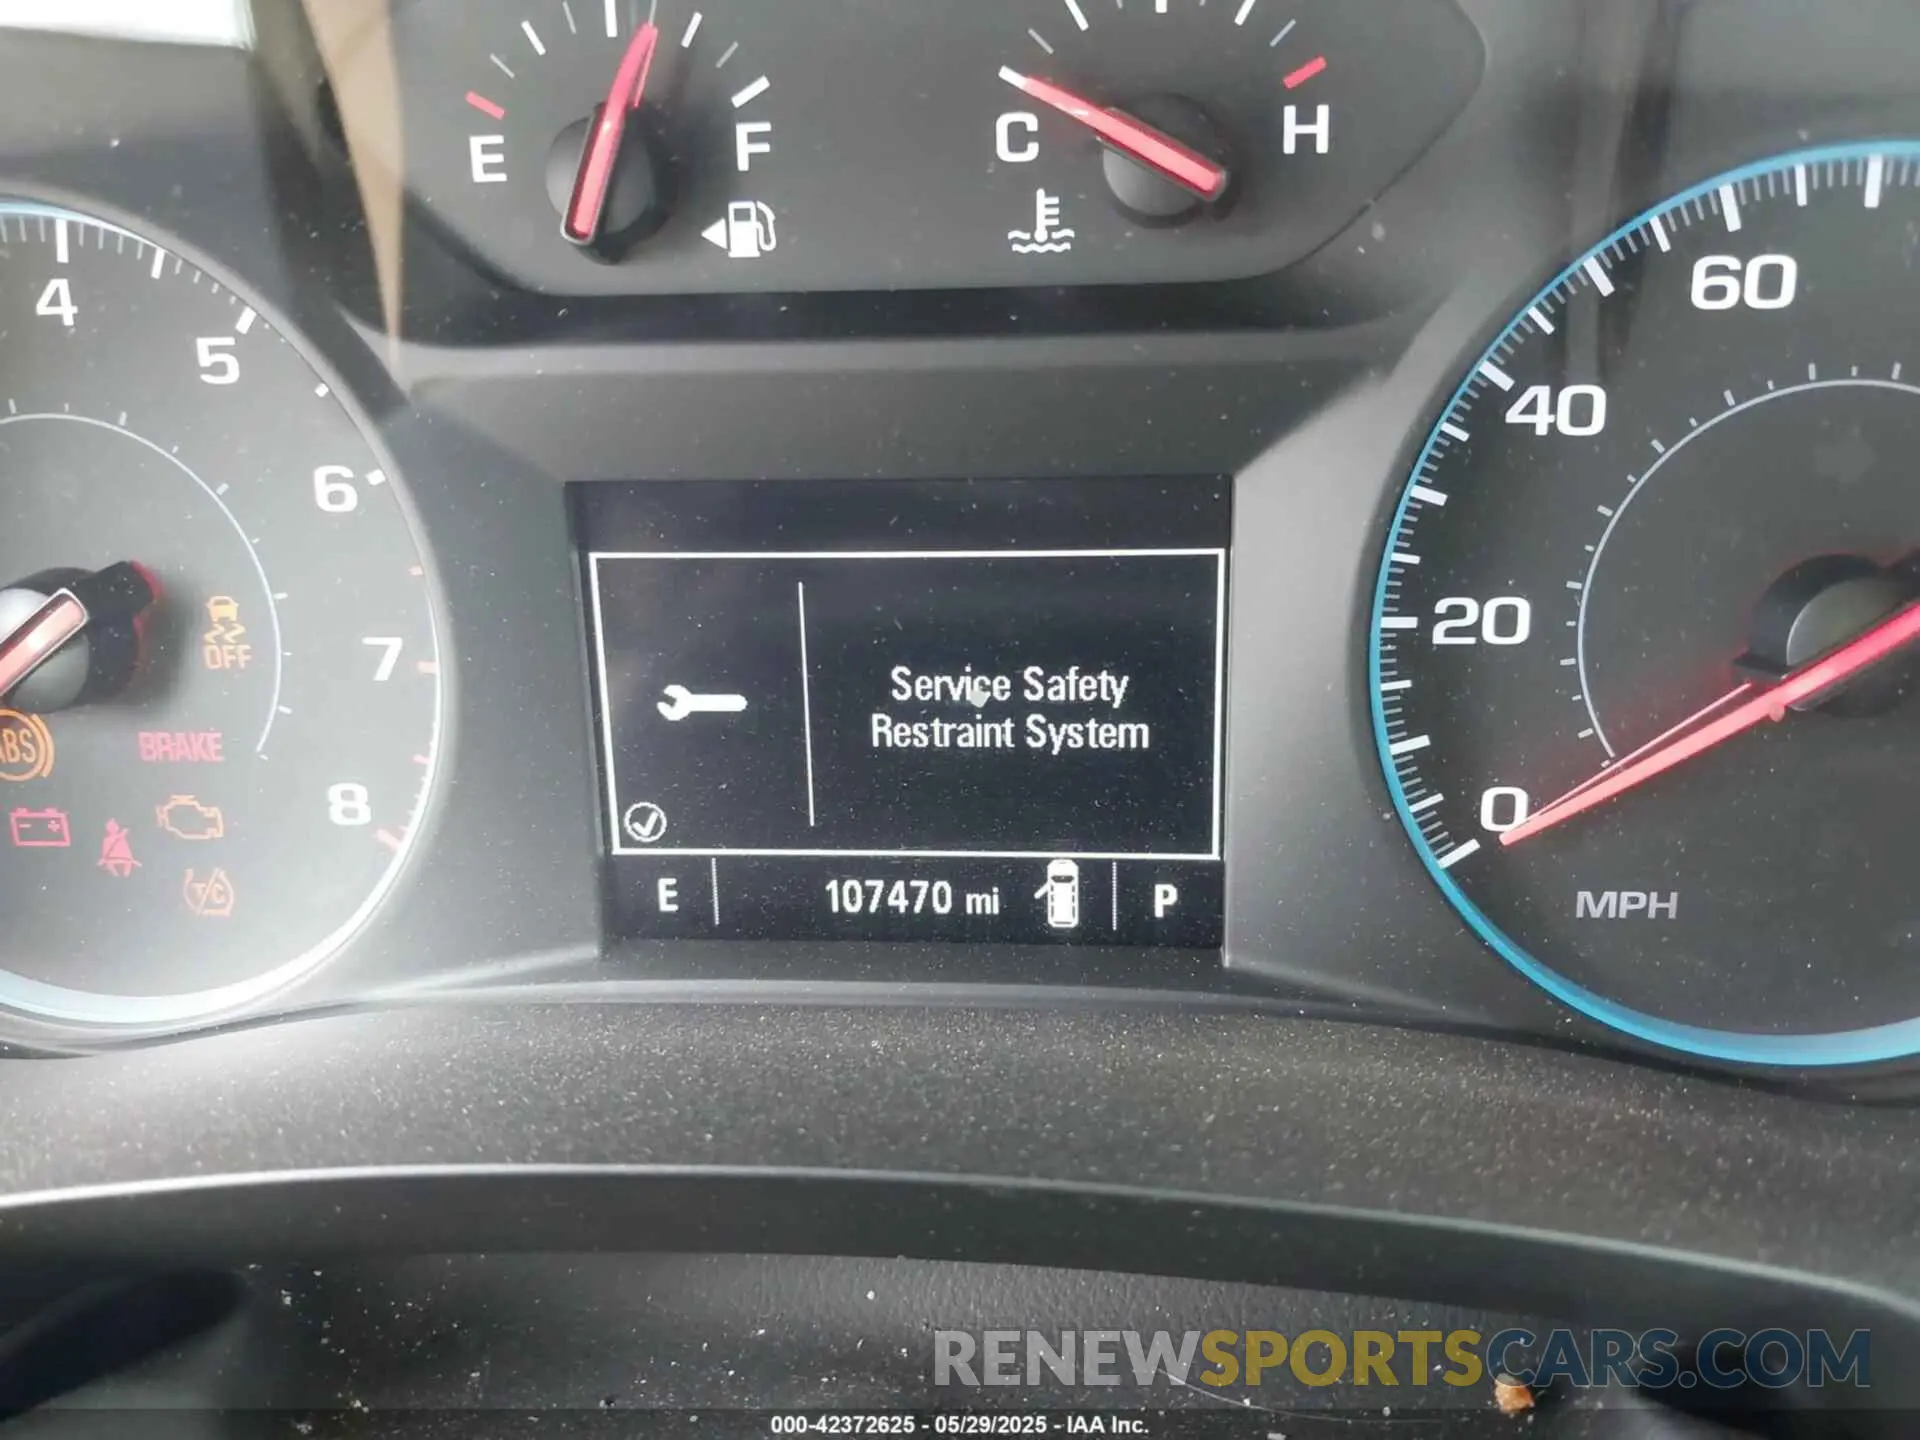 E
F
C
H
4
5
6
7
8
OFF
ABS
BRAKE
T/C
Service Safety
Restraint System
E
107470 mi
P
60
40
20
0
MPH
RENEWSPORTSCARS.COM
000-42372625 - 05/29/2025 - IAA Inc.